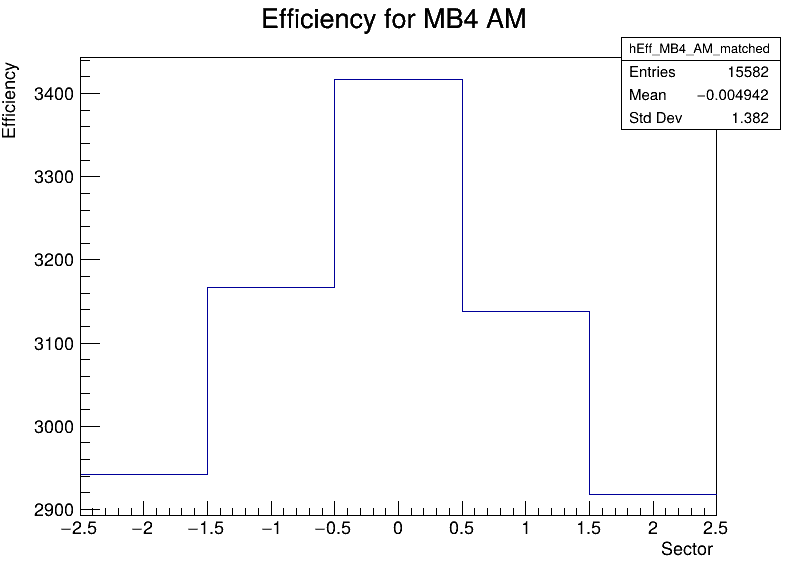 Efficiency for MB4 AM
hEff_MB4_AM_matched
Entries 15582
Mean −0.004942
Std Dev 1.382
Efficiency
3400
3300
3200
3100
3000
2900
−2.5 −2 −1.5 −1 −0.5 0 0.5 1 1.5 2 2.5
Sector